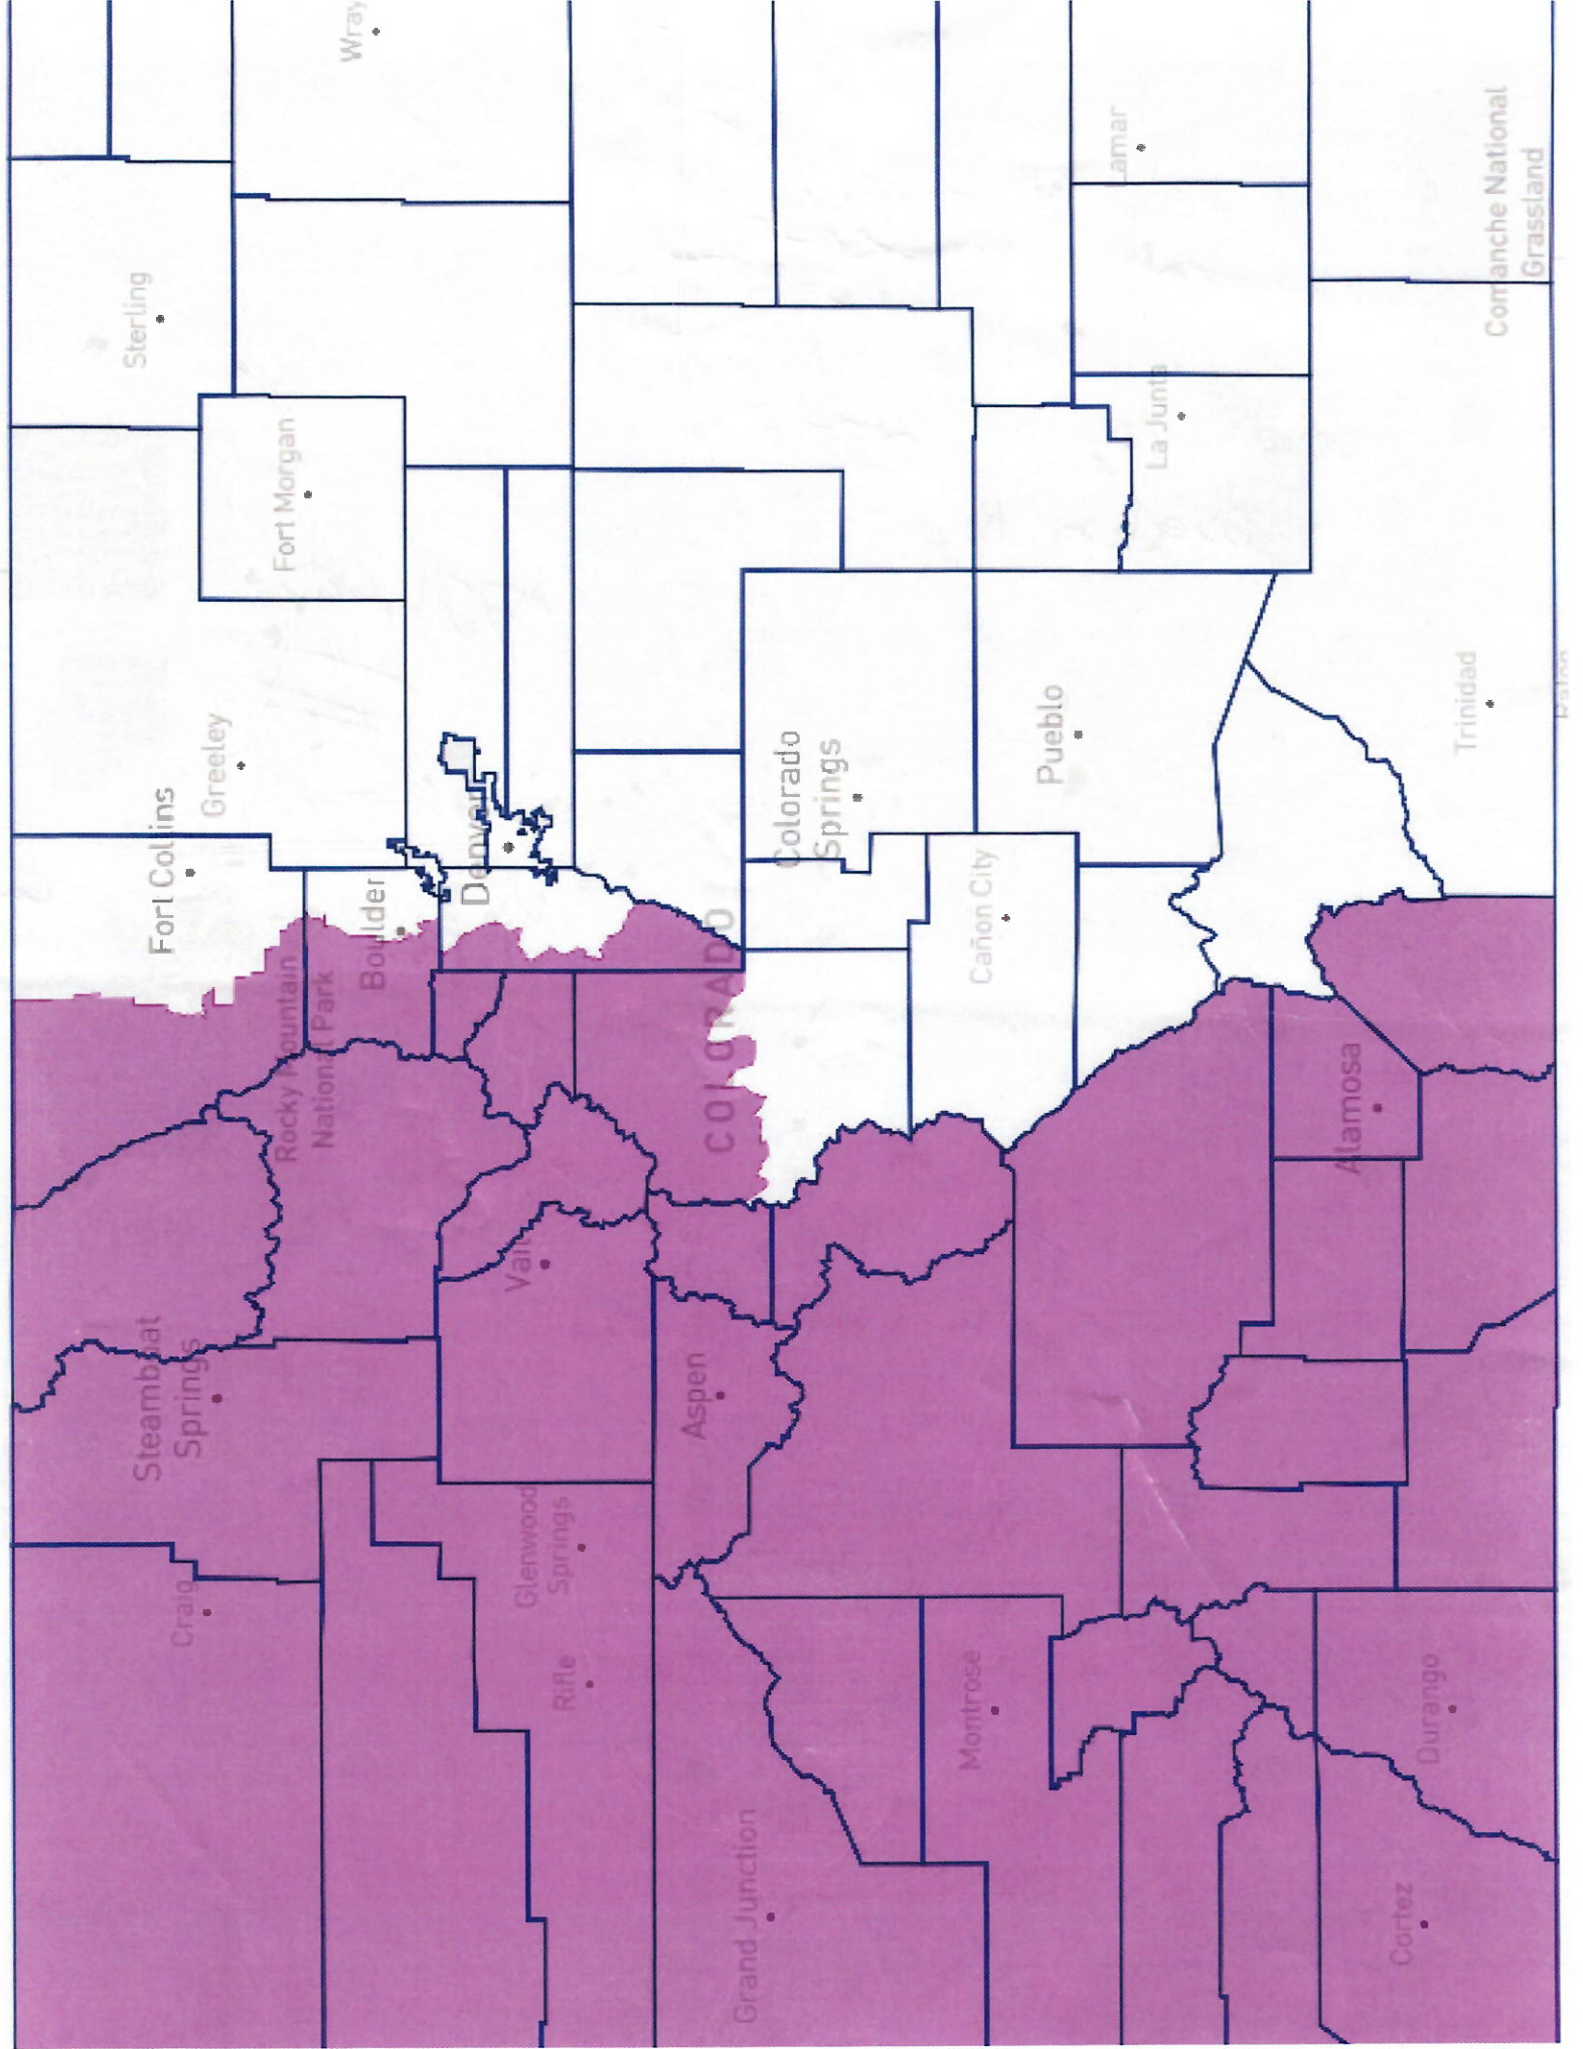 Wray
Sterling
Fort Morgan
Greeley
Forl Collins
Boulder
Denver
Rocky Mountain
National Park
Steamboat
Springs
Craig
Vail
Glenwood
Springs
Rifle
Aspen
COLORADO
Colorado
Springs
Grand Junction
Montrose
Cañon City
Pueblo
Lamar
La Junta
Comanche National
Grassland
Trinidad
Alamosa
Durango
Cortez